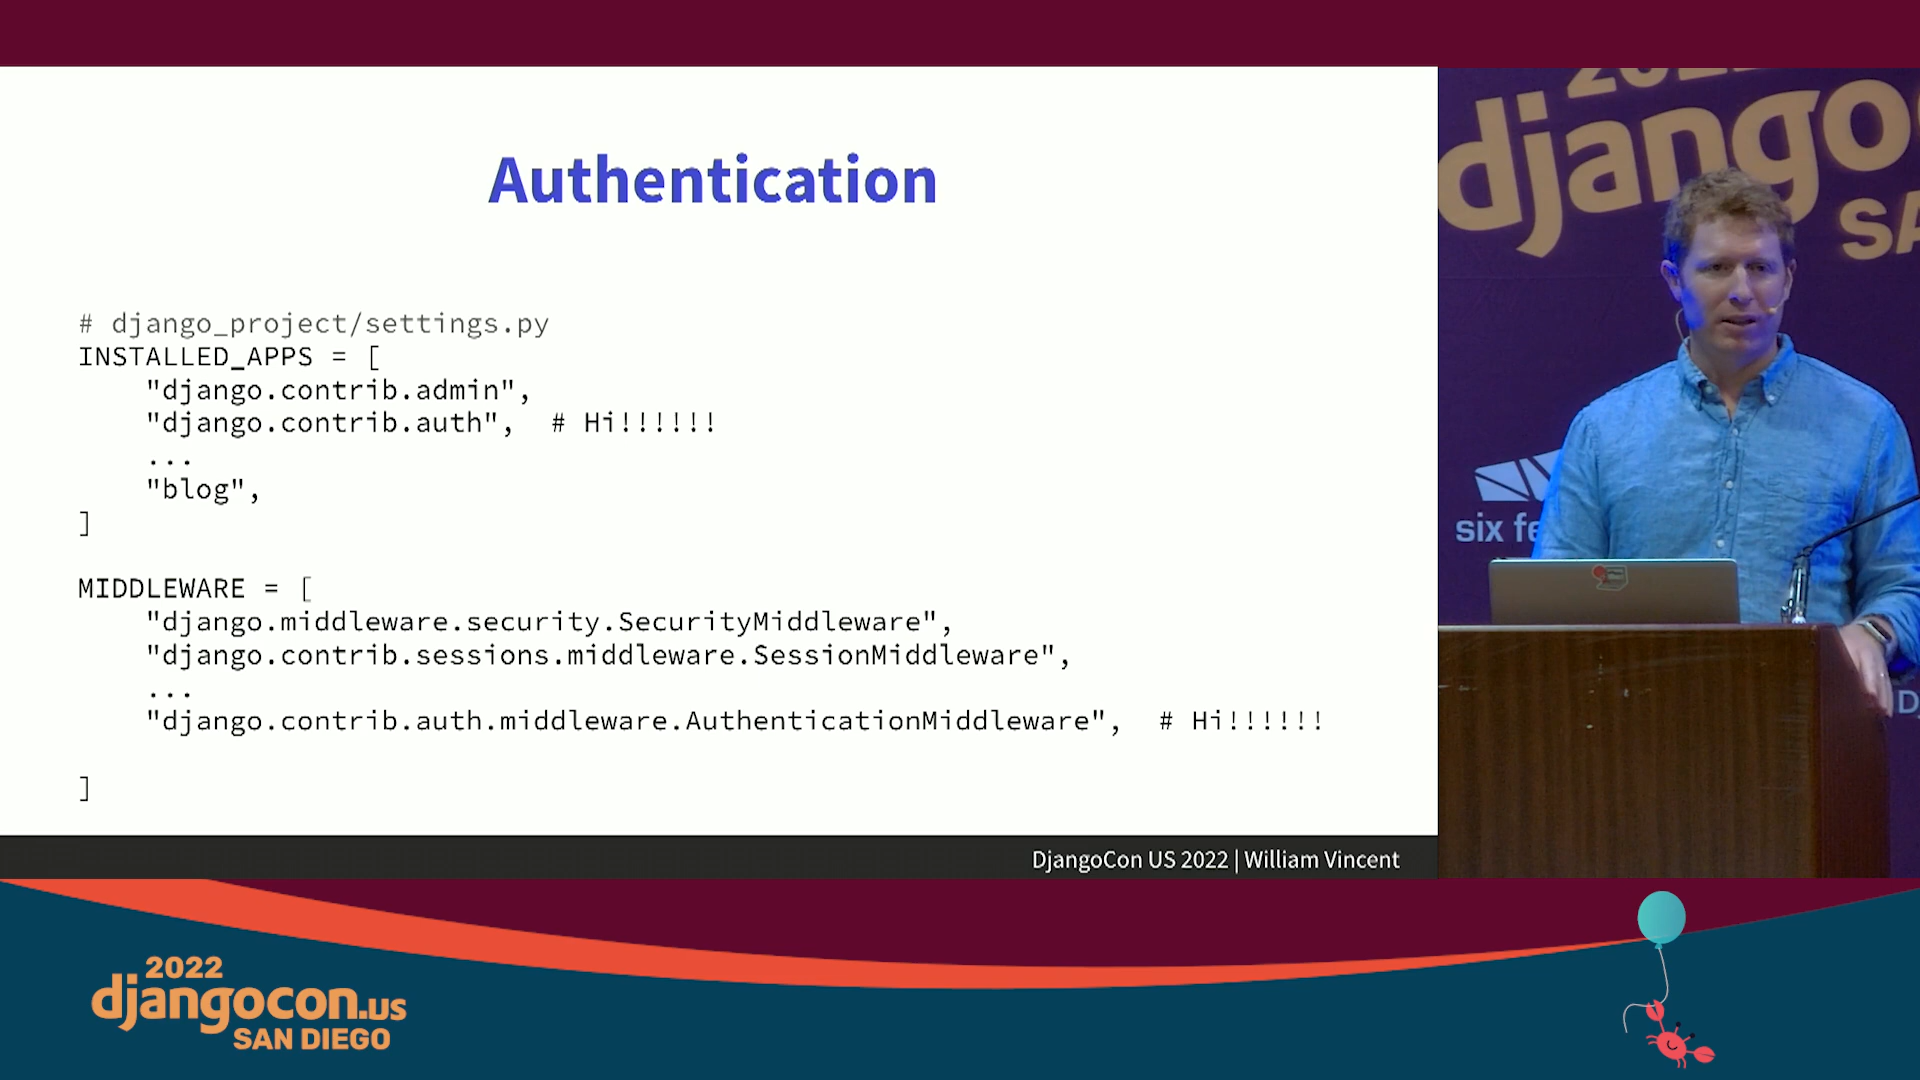 Authentication
# django_project/settings.py
INSTALLED_APPS = [
    "django.contrib.admin",
    "django.contrib.auth",  # Hi!!!!!!
    ...
    "blog",
]
MIDDLEWARE = [
    "django.middleware.security.SecurityMiddleware",
    "django.contrib.sessions.middleware.SessionMiddleware",
    ...
    "django.contrib.auth.middleware.AuthenticationMiddleware",  # Hi!!!!!!
]
DjangoCon US 2022 | William Vincent
django
six
2022
djangocon.us
SAN DIEGO